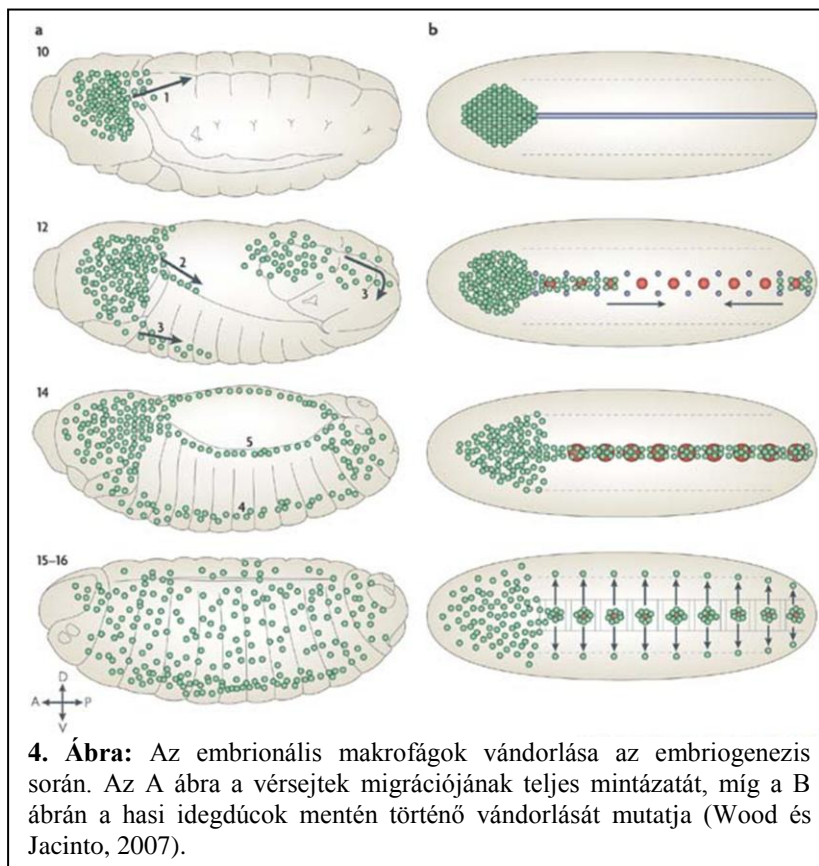 a
b
10
1
12
2
3
3
14
5
4
15–16
D
A P
V
4. Ábra: Az embrionális makrofágok vándorlása az embriogenezis
során. Az A ábra a vérsejtek migrációjának teljes mintázatát, míg a B
ábrán a hasi idegdúcok mentén történő vándorlását mutatja (Wood és
Jacinto, 2007).